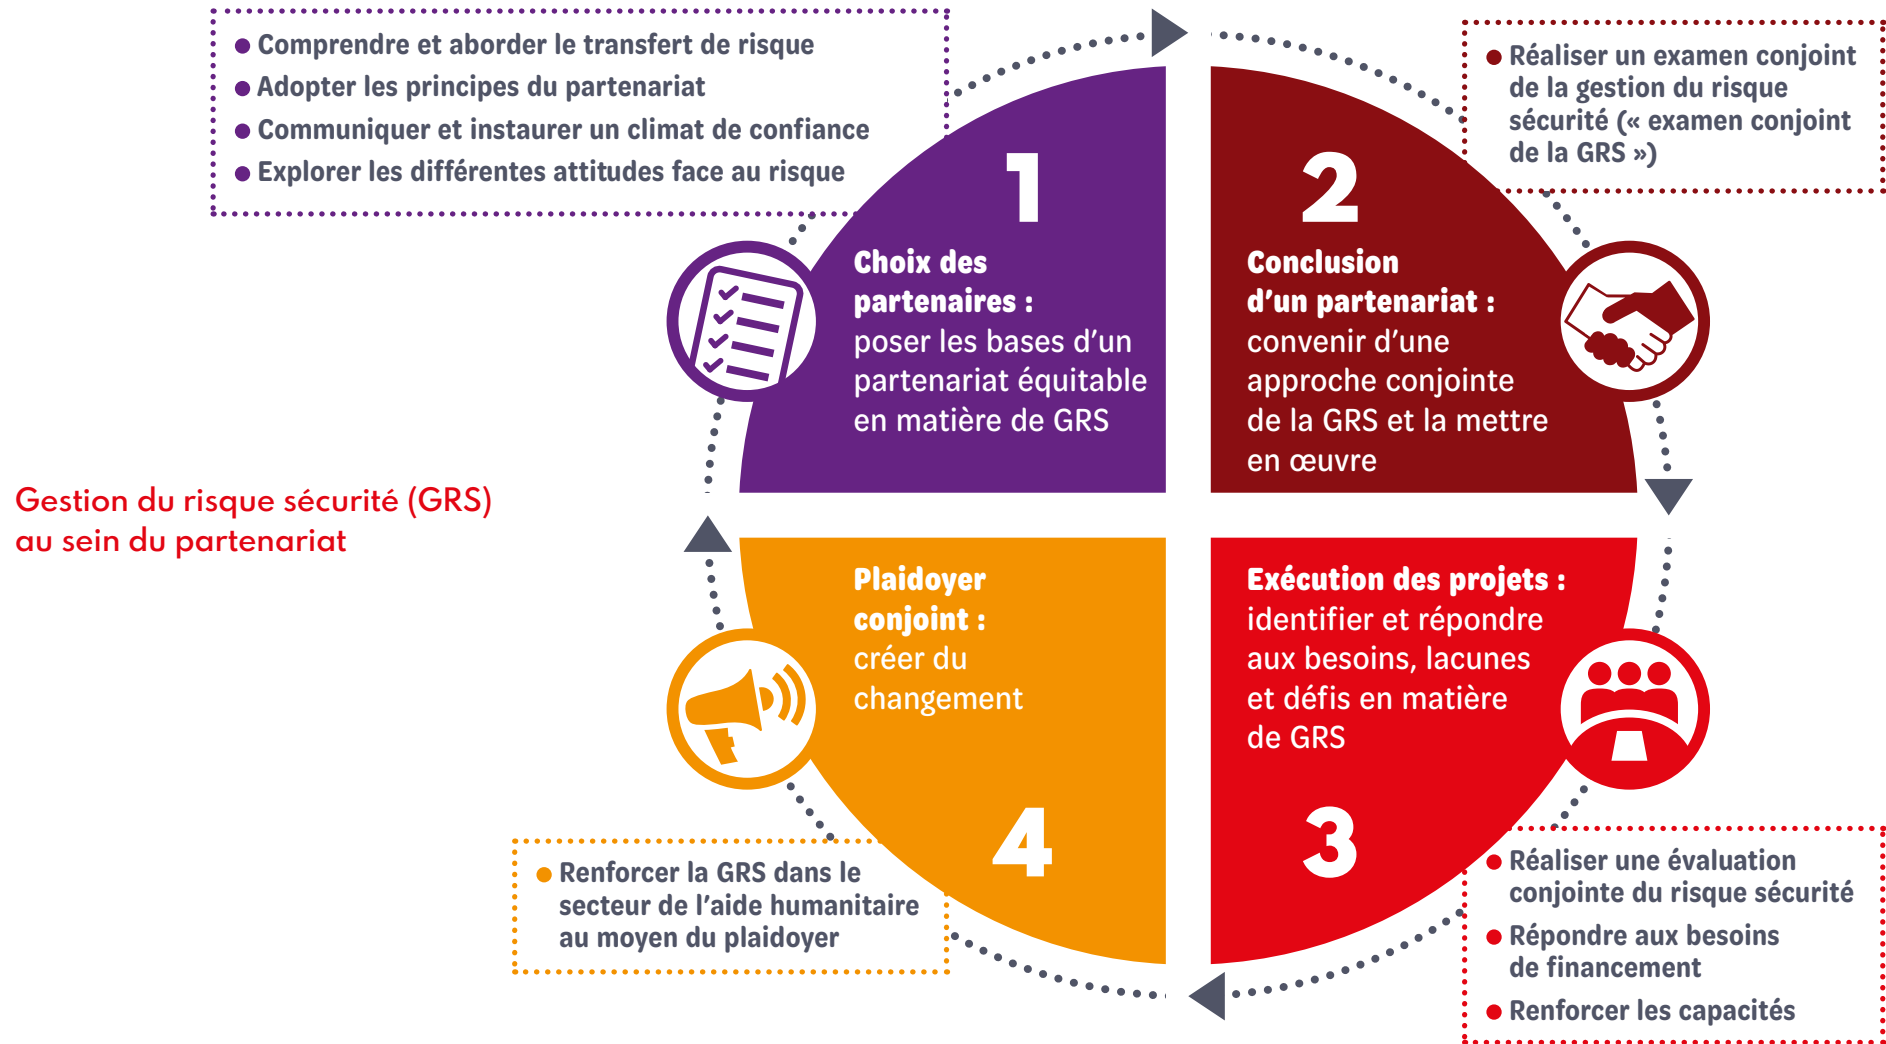 Gestion du risque sécurité (GRS)
au sein du partenariat
● Comprendre et aborder le transfert de risque
● Adopter les principes du partenariat
● Communiquer et instaurer un climat de confiance
● Explorer les différentes attitudes face au risque
1
Choix des
partenaires :
poser les bases d’un
partenariat équitable
en matière de GRS
● Réaliser un examen conjoint
de la gestion du risque
sécurité (« examen conjoint
de la GRS »)
2
Conclusion
d’un partenariat :
convenir d’une
approche conjointe
de la GRS et la mettre
en œuvre
Exécution des projets :
identifier et répondre
aux besoins, lacunes
et défis en matière
de GRS
3
● Réaliser une évaluation
conjointe du risque sécurité
● Répondre aux besoins
de financement
● Renforcer les capacités
Plaidoyer
conjoint :
créer du
changement
4
● Renforcer la GRS dans le
secteur de l’aide humanitaire
au moyen du plaidoyer